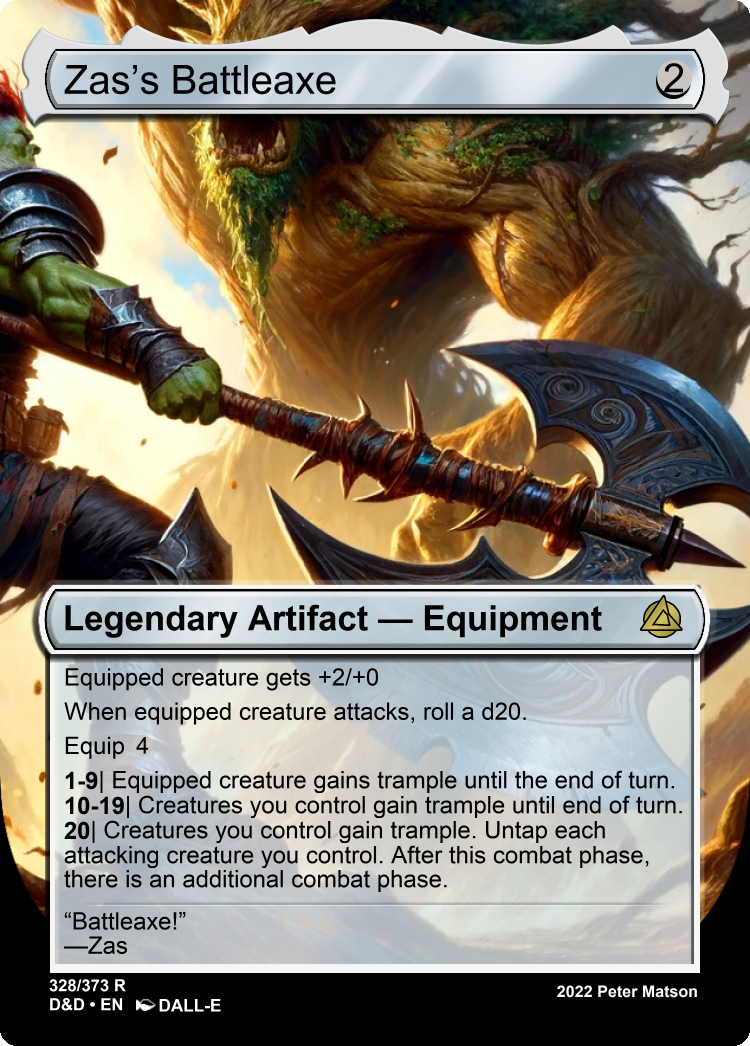 Zas’s Battleaxe 2
Legendary Artifact — Equipment
Equipped creature gets +2/+0
When equipped creature attacks, roll a d20.
Equip 4
1-9| Equipped creature gains trample until the end of turn.
10-19| Creatures you control gain trample until end of turn.
20| Creatures you control gain trample. Untap each
attacking creature you control. After this combat phase,
there is an additional combat phase.
“Battleaxe!”
—Zas
328/373 R
D&D • EN DALL-E
2022 Peter Matson